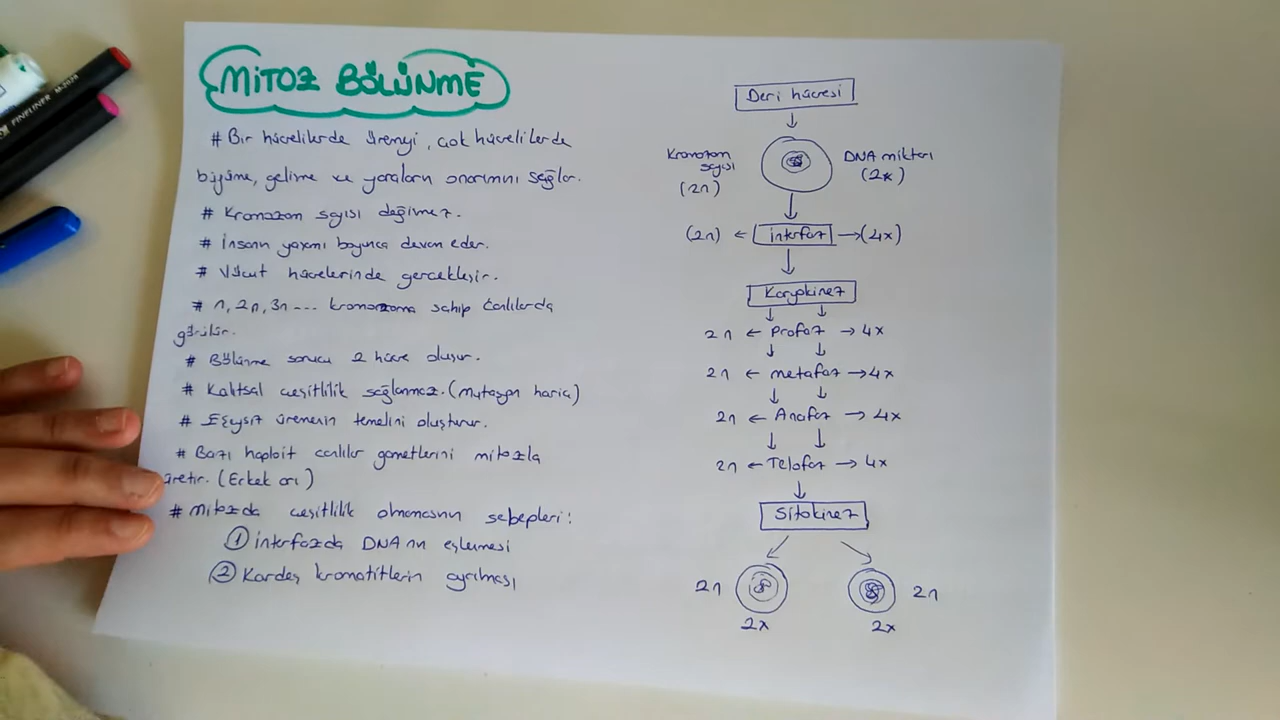 MİTOZ BÖLÜNME
# Bir hücrelilerde üremeyi, çok hücrelilerde
büyüme, gelişme ve yaraların onarımını sağlar.
# Kromozom sayısı değişmez.
# İnsanın yaşamı boyunca devam eder.
# Vücut hücrelerinde gerçekleşir.
# n, 2n, 3n ... kromozoma sahip canlılarda
görülür.
# Bölünme sonucu 2 hücre oluşur.
# Kalıtsal çeşitlilik sağlanmaz. (mutasyon hariç)
# Eşeysiz üremenin temelini oluşturur.
# Bazı haploit canlılar gametlerini mitozla
üretir. (Erkek arı)
# Mitozda çeşitlilik olmamasının sebepleri:
① interfazda DNA nın eşlemesi
② Kardeş kromatitlerin ayrılması
Deri hücresi
Kromozom
sayısı
(2n)
DNA miktarı
(2x)
(2n) ← interfaz → (4x)
Karyokinez
2n ← Profaz → 4x
2n ← metafaz → 4x
2n ← Anafaz → 4x
2n ← Telofaz → 4x
Sitokinez
2n 2n
2x 2x
FINELINER M-2028